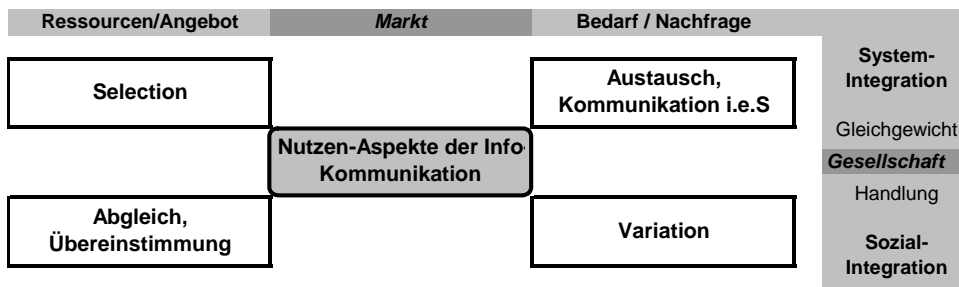 Ressourcen/Angebot
Markt
Bedarf / Nachfrage
Selection
Austausch,
Kommunikation i.e.S
System-
Integration
Gleichgewicht
Nutzen-Aspekte der Info-
Kommunikation
Gesellschaft
Handlung
Abgleich,
Übereinstimmung
Variation
Sozial-
Integration